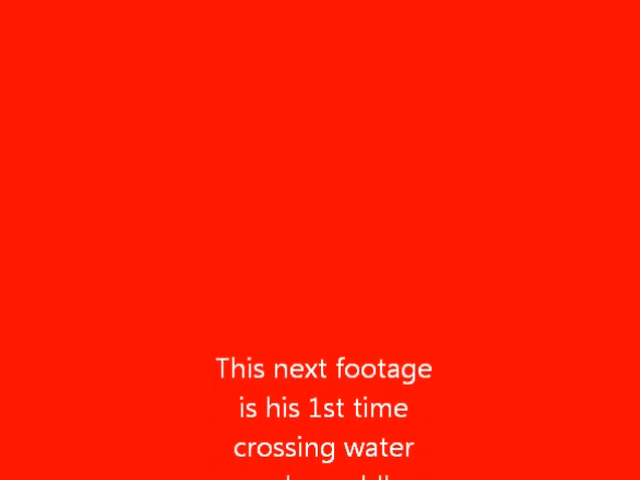 This next footage
is his 1st time
crossing water